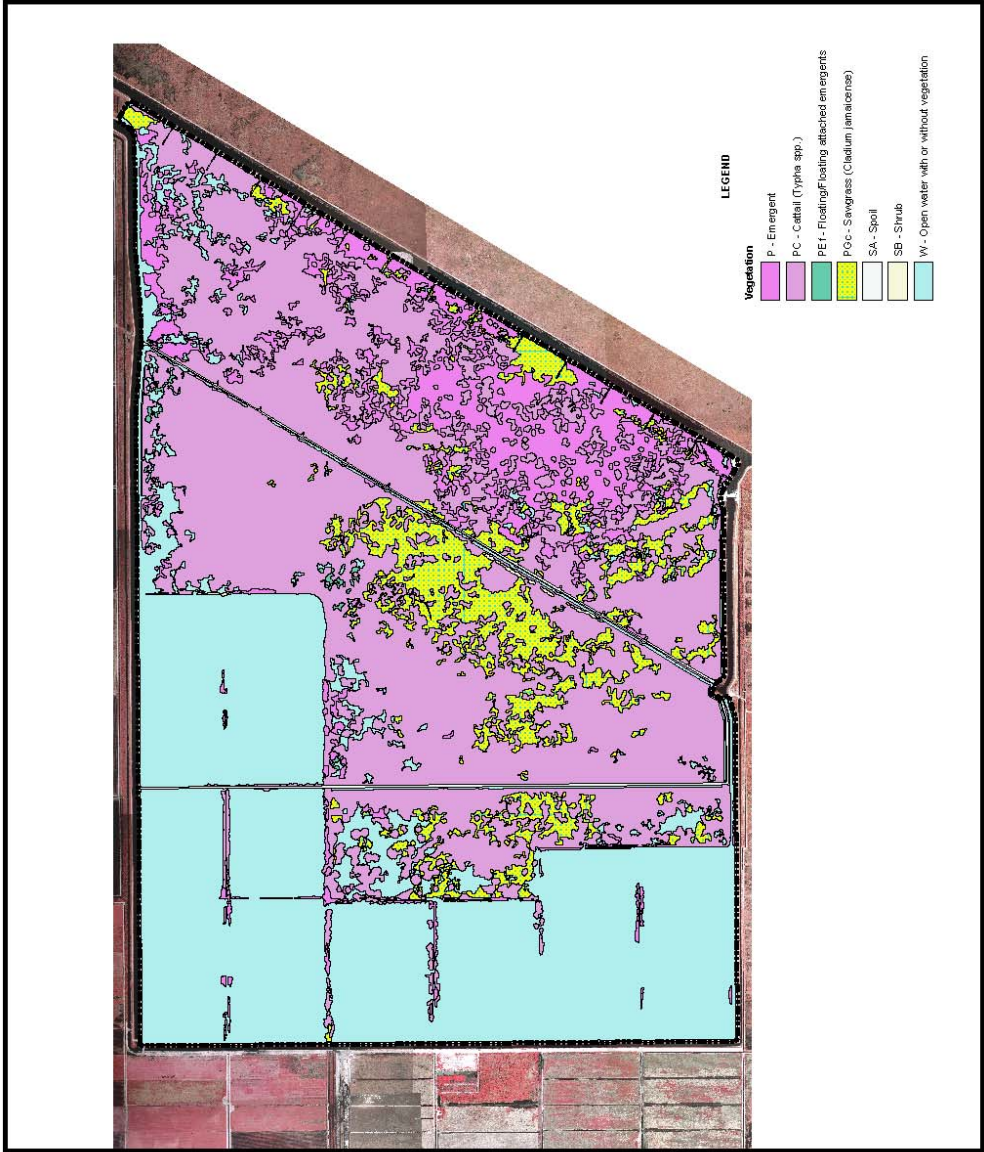 LEGEND
Vegetation
P - Emergent
PC - Cattail (Typha spp.)
PEf - Floating/Floating attached emergents
PGc - Sawgrass (Cladium jamaicense)
SA - Spoil
SB - Shrub
W - Open water with or without vegetation